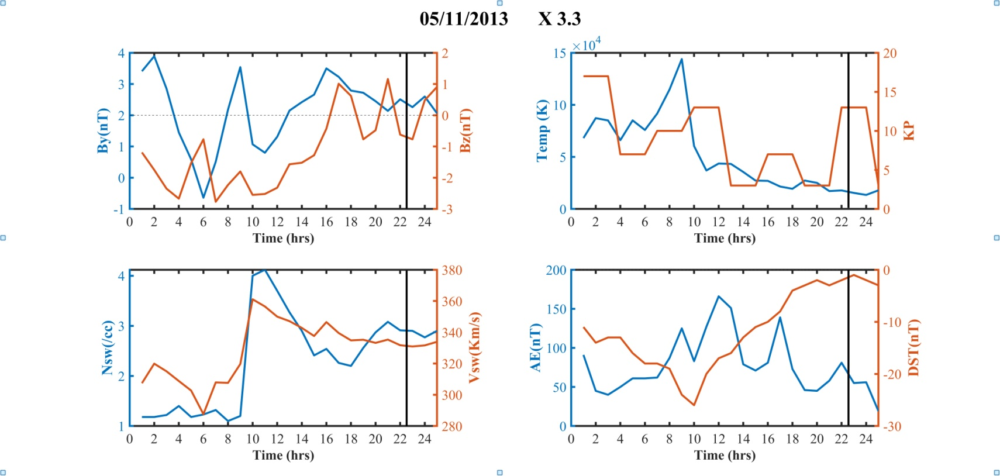 05/11/2013 X 3.3
4
3
2
1
0
-1
By(nT)
2
1
0
-1
-2
-3
Bz(nT)
0 2 4 6 8 10 12 14 16 18 20 22 24
Time (hrs)
×10^4
15
10
5
0
Temp (K)
20
15
10
5
0
KP
0 2 4 6 8 10 12 14 16 18 20 22 24
Time (hrs)
4
3
2
1
Nsw(/cc)
380
360
340
320
300
280
Vsw(Km/s)
0 2 4 6 8 10 12 14 16 18 20 22 24
Time (hrs)
200
150
100
50
0
AE(nT)
0
-10
-20
-30
DST(nT)
0 2 4 6 8 10 12 14 16 18 20 22 24
Time (hrs)